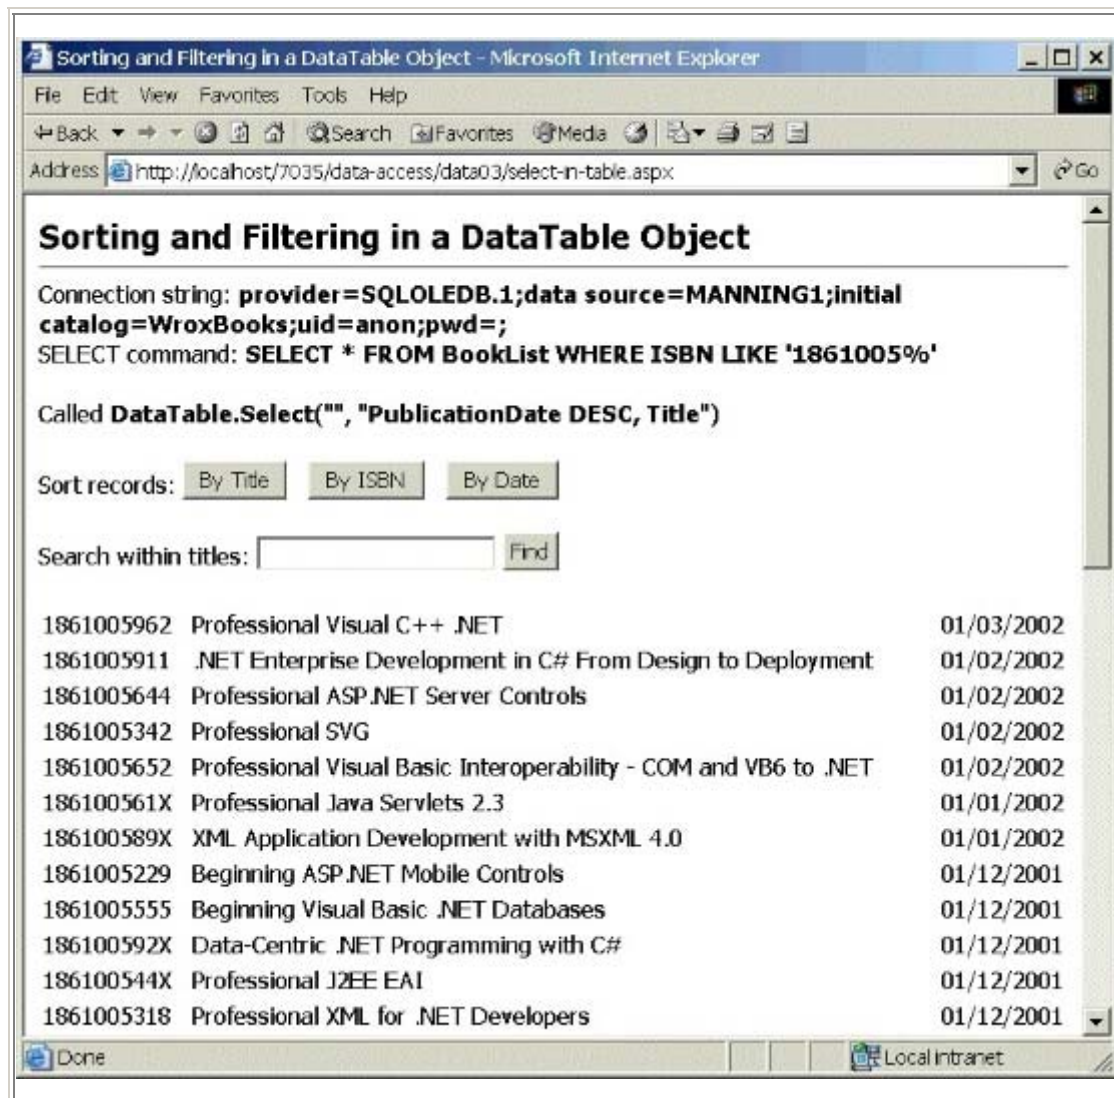 Sorting and Filtering in a DataTable Object - Microsoft Internet Explorer
File Edit View Favorites Tools Help
Back Search Favorites Media
Address http://localhost/7035/data-access/data03/select-in-table.aspx Go
Sorting and Filtering in a DataTable Object
Connection string: provider=SQLOLEDB.1;data source=MANNING1;initial
catalog=WroxBooks;uid=anon;pwd=;
SELECT command: SELECT * FROM BookList WHERE ISBN LIKE '1861005%'
Called DataTable.Select("", "PublicationDate DESC, Title")
Sort records: By Title By ISBN By Date
Search within titles: Find
1861005962 Professional Visual C++ .NET 01/03/2002
1861005911 .NET Enterprise Development in C# From Design to Deployment 01/02/2002
1861005644 Professional ASP.NET Server Controls 01/02/2002
1861005342 Professional SVG 01/02/2002
1861005652 Professional Visual Basic Interoperability - COM and VB6 to .NET 01/02/2002
186100561X Professional Java Servlets 2.3 01/01/2002
186100589X XML Application Development with MSXML 4.0 01/01/2002
1861005229 Beginning ASP.NET Mobile Controls 01/12/2001
1861005555 Beginning Visual Basic .NET Databases 01/12/2001
186100592X Data-Centric .NET Programming with C# 01/12/2001
186100544X Professional J2EE EAI 01/12/2001
1861005318 Professional XML for .NET Developers 01/12/2001
Done Local intranet